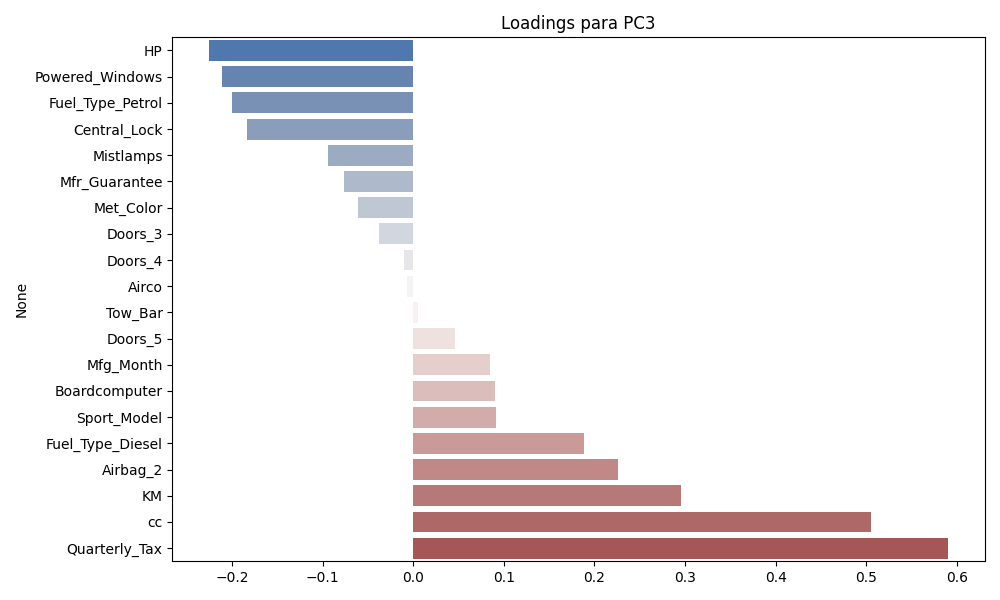 Loadings para PC3
HP
Powered_Windows
Fuel_Type_Petrol
Central_Lock
Mistlamps
Mfr_Guarantee
Met_Color
Doors_3
Doors_4
Airco
Tow_Bar
Doors_5
Mfg_Month
Boardcomputer
Sport_Model
Fuel_Type_Diesel
Airbag_2
KM
cc
Quarterly_Tax
None
−0.2 −0.1 0.0 0.1 0.2 0.3 0.4 0.5 0.6